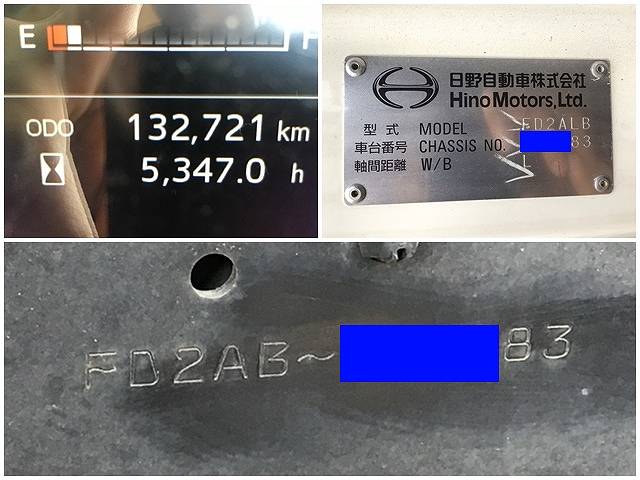 E F
ODO 132,721 km
5,347.0 h
日野自動車株式会社
Hino Motors, Ltd.
型式 MODEL FD2ALB
車台番号 CHASSIS NO. 83
軸間距離 W/B L
FD2AB~ 83